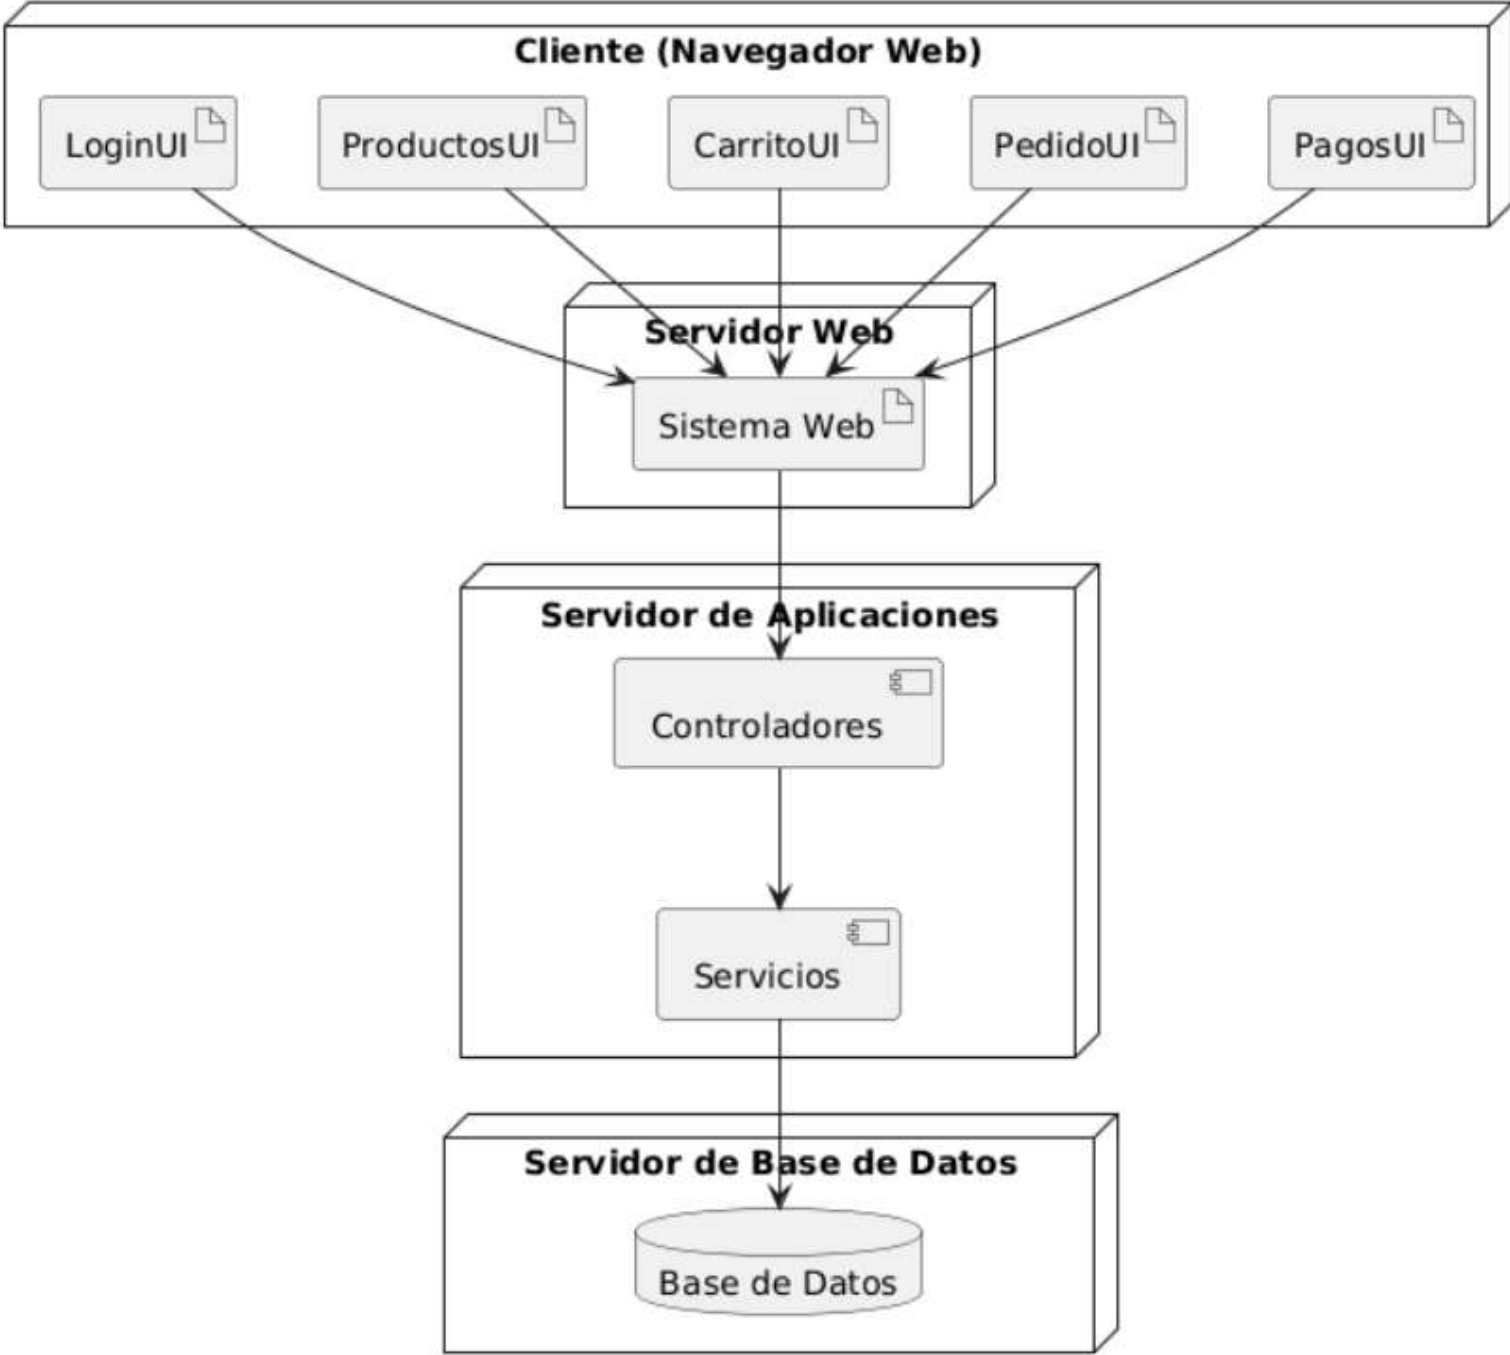 Cliente (Navegador Web)
LoginUI
ProductosUI
CarritoUI
PedidoUI
PagosUI
Servidor Web
Sistema Web
Servidor de Aplicaciones
Controladores
Servicios
Servidor de Base de Datos
Base de Datos